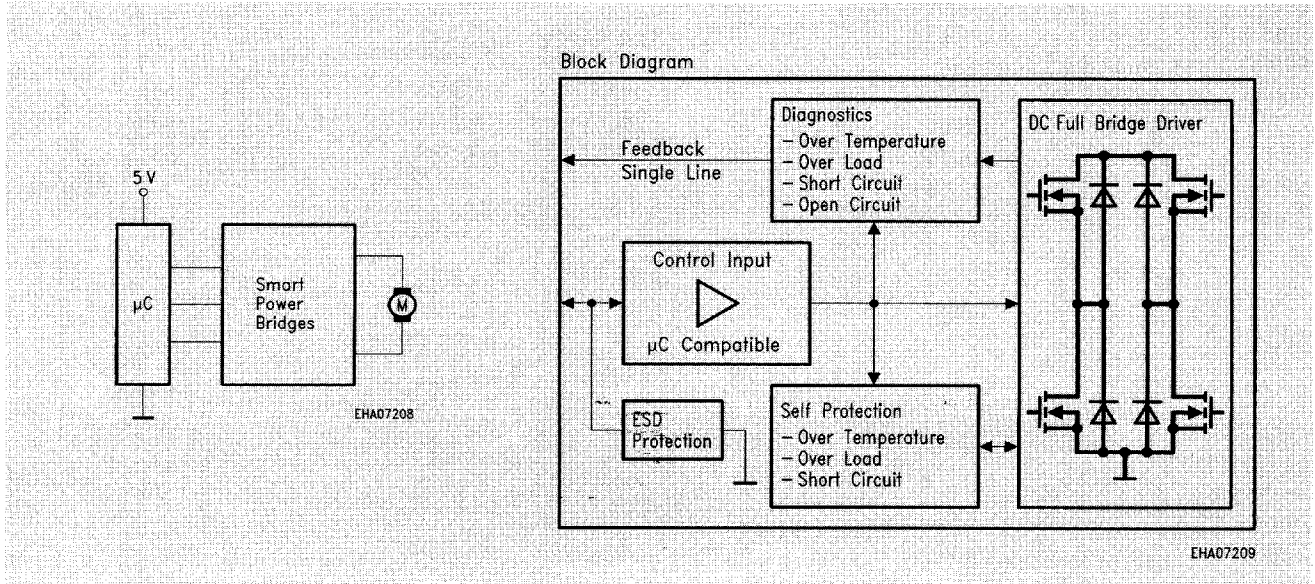 5 V
µC
Smart
Power
Bridges
M
EHA07208
Block Diagram
Feedback
Single Line
Diagnostics
– Over Temperature
– Over Load
– Short Circuit
– Open Circuit
DC Full Bridge Driver
Control Input
µC Compatible
ESD
Protection
Self Protection
– Over Temperature
– Over Load
– Short Circuit
EHA07209